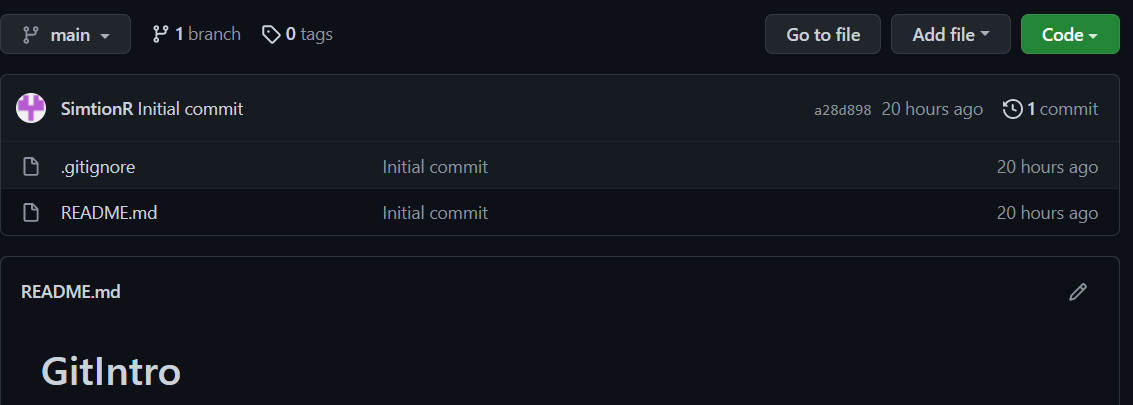 main 1 branch 0 tags Go to file Add file Code
SimtionR Initial commit a28d898 20 hours ago 1 commit
.gitignore Initial commit 20 hours ago
README.md Initial commit 20 hours ago
README.md
GitIntro